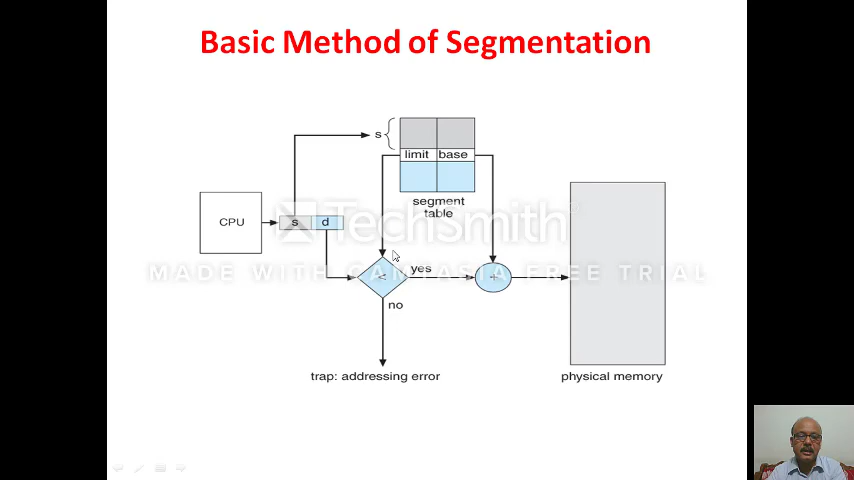 Basic Method of Segmentation
s
limit base
segment
table
CPU
s d
TechSmith
MADE WITH CAMTASIA FREE TRIAL
<
yes
+
no
trap: addressing error
physical memory